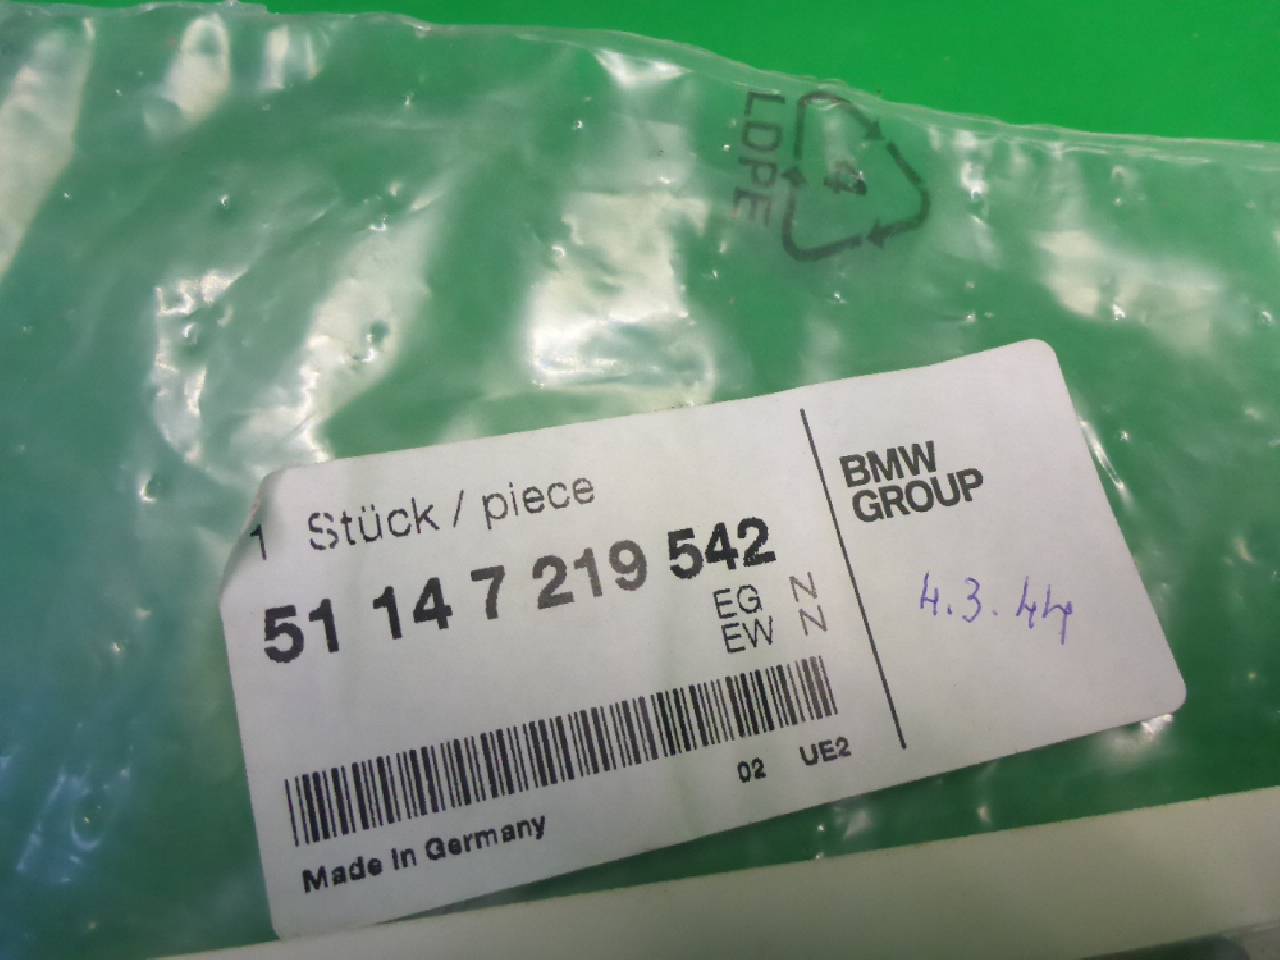 LDPE
4
1 Stück / piece
51 14 7 219 542
EG N
EW N
02 UE2
Made in Germany
BMW
GROUP
4.3.44